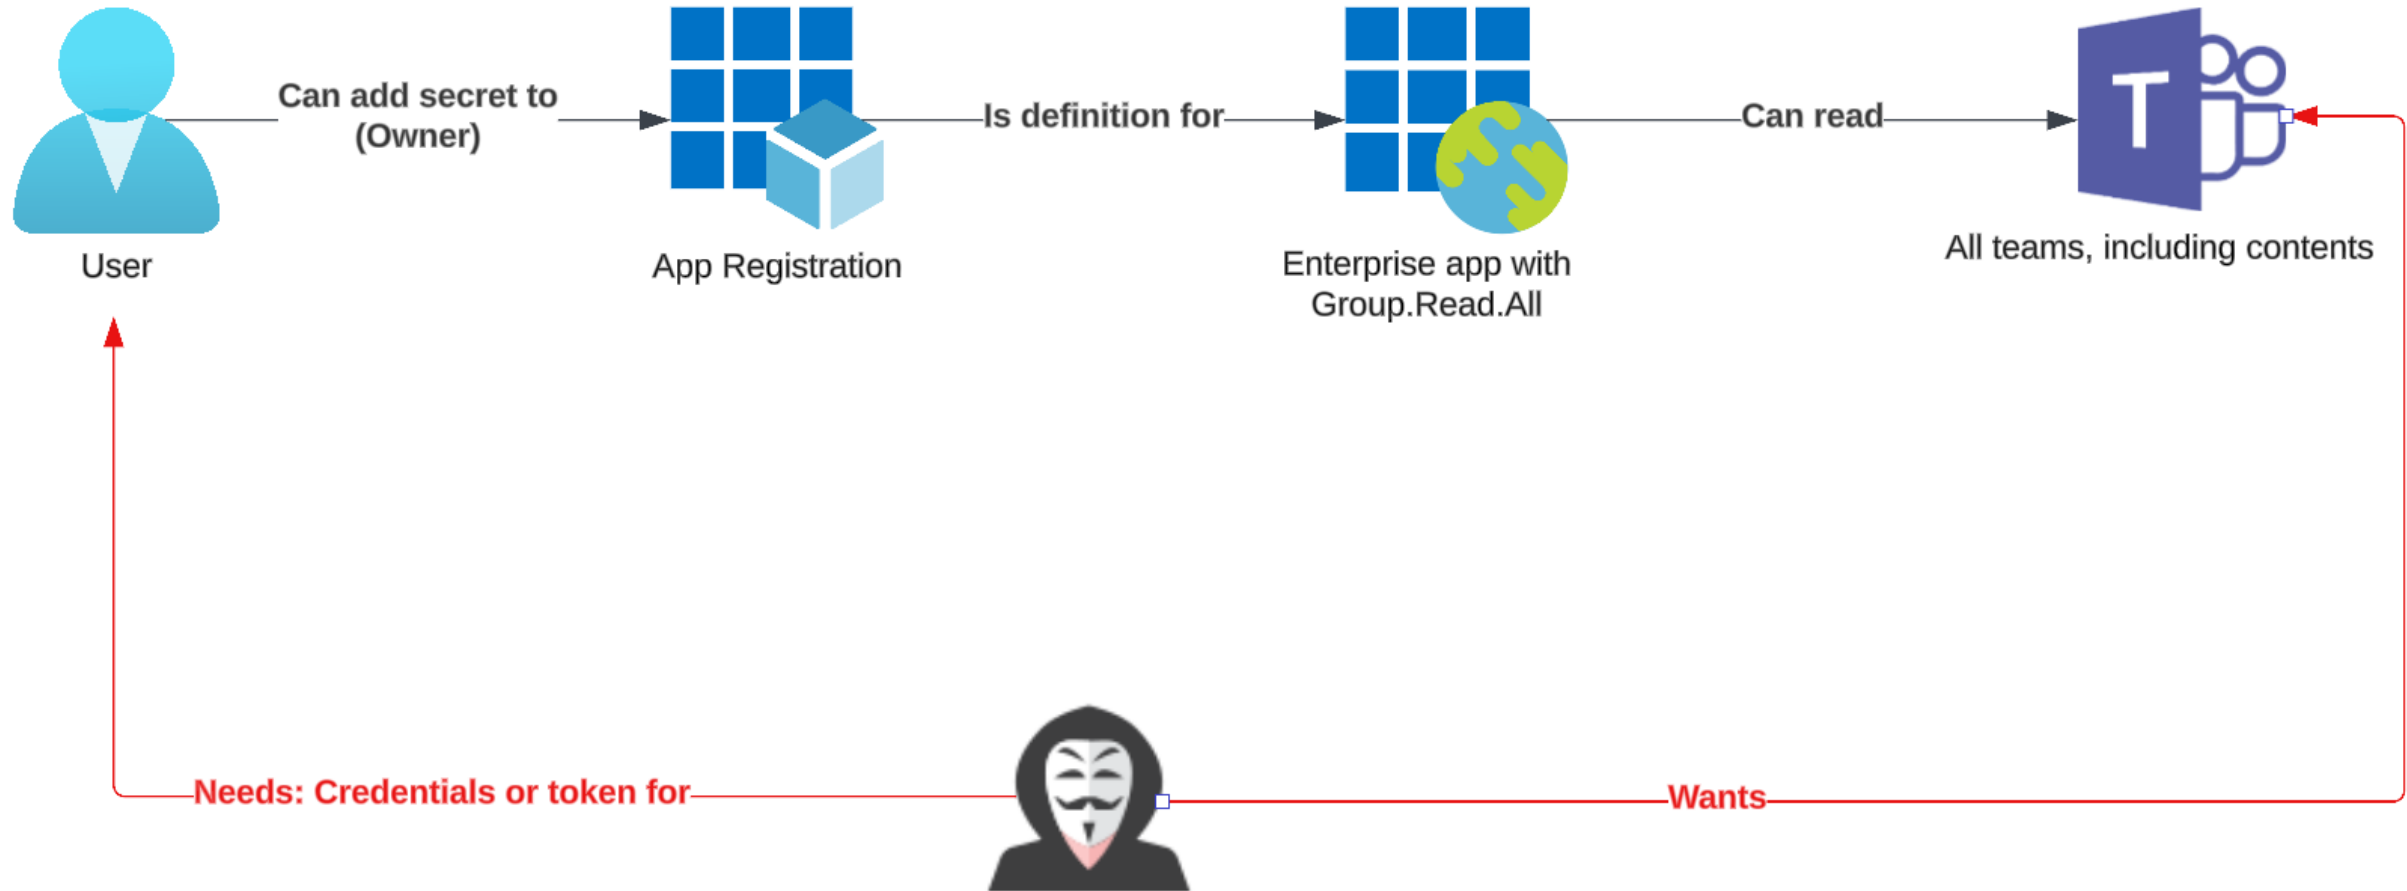 Can add secret to
(Owner)
Is definition for
Can read
T
User
App Registration
Enterprise app with
Group.Read.All
All teams, including contents
Needs: Credentials or token for
Wants